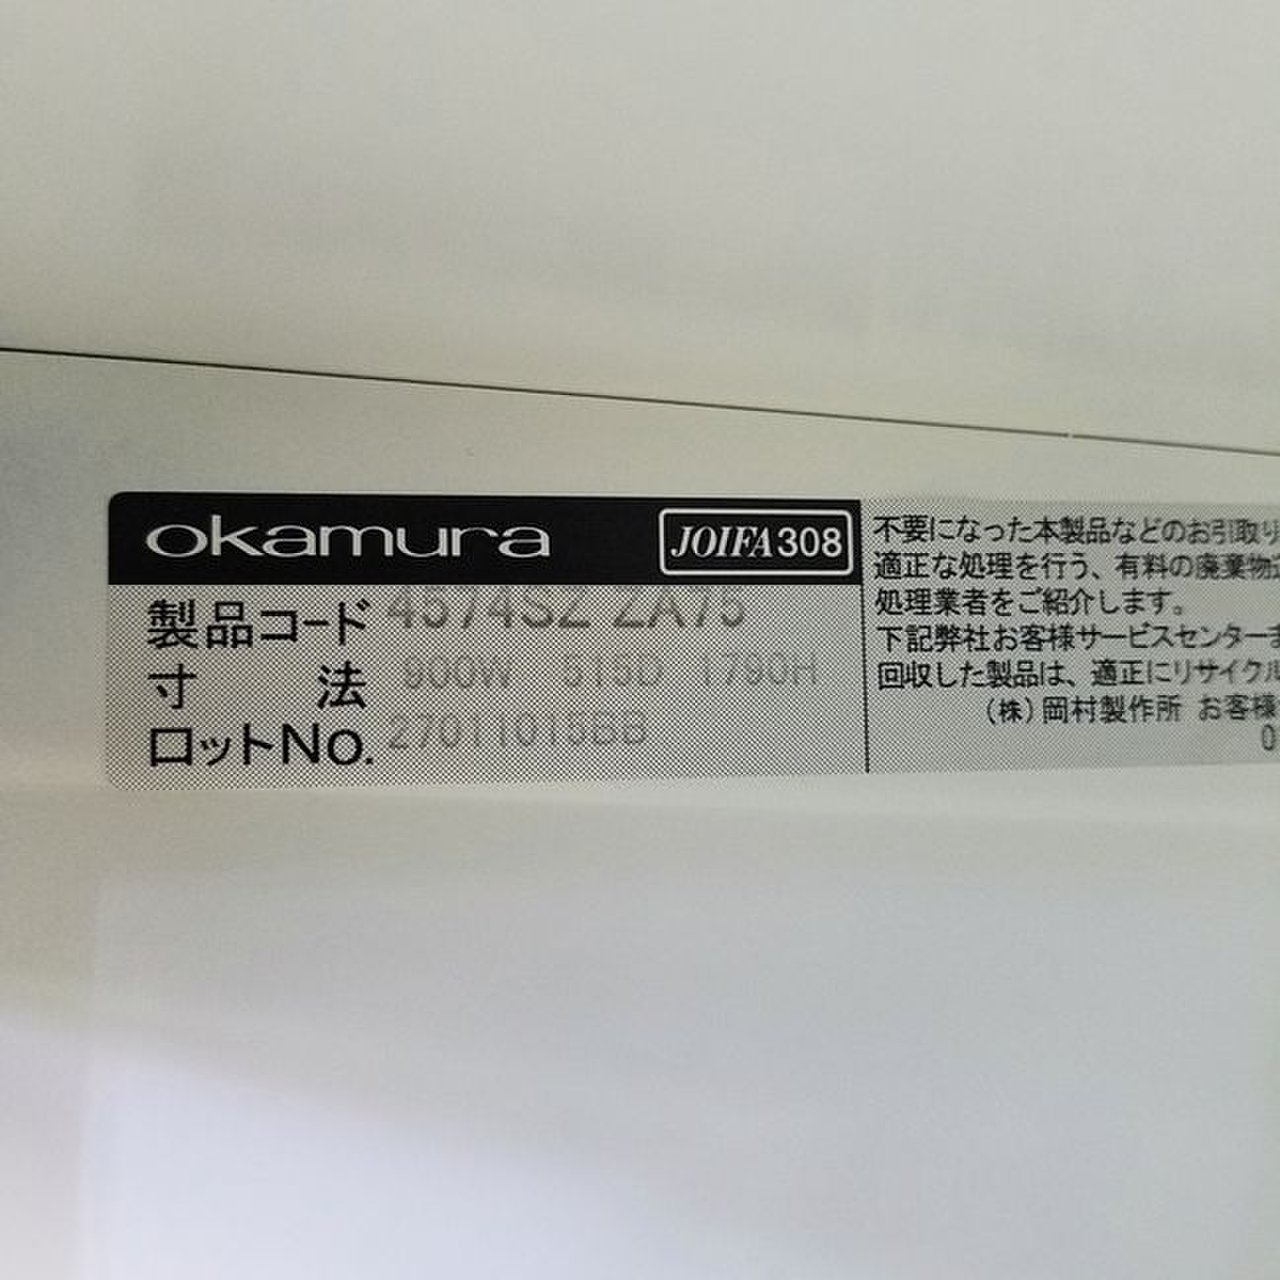 okamura JOIFA308
製品コード 4574SZ ZA75
寸 法 900W 515D 1790H
ロットNo. 27011015BB
不要になった本製品などのお引取り
適正な処理を行う、有料の廃棄物
処理業者をご紹介します。
下記弊社お客様サービスセンターま
回収した製品は、適正にリサイクル
(株)岡村製作所 お客様